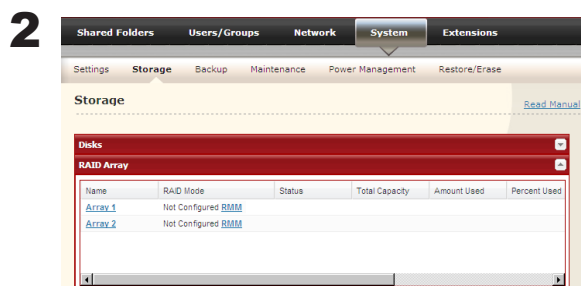 2
Shared Folders Users/Groups Network System Extensions
Settings Storage Backup Maintenance Power Management Restore/Erase
Storage
Read Manual
Disks
RAID Array
Name RAID Mode Status Total Capacity Amount Used Percent Used
Array 1 Not Configured RMM
Array 2 Not Configured RMM